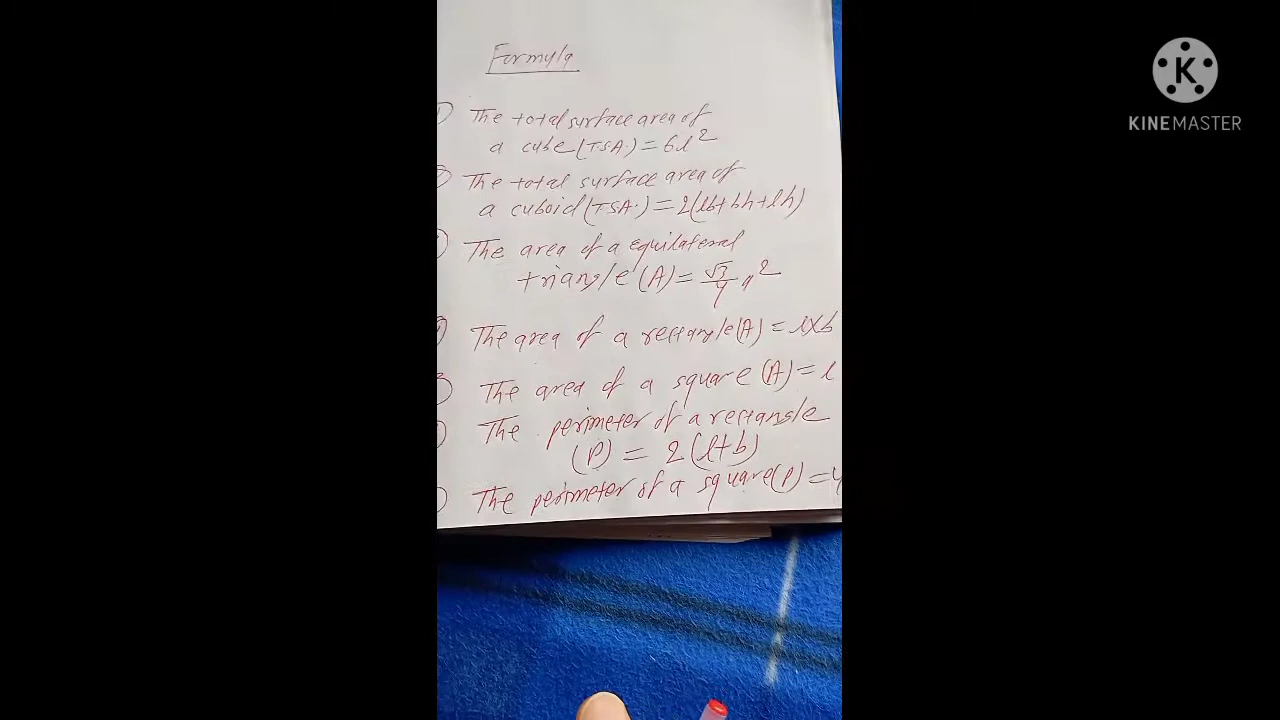 Formula
1) The total surface area of
a cube (TSA.) = 6l²
The total surface area of
a cuboid (TSA.) = 2(lb+bh+lh)
The area of a equilateral
triangle (A) = √3/4 a²
The area of a rectangle (A) = l×b
The area of a square (A) = l
The perimeter of a rectangle
(P) = 2(l+b)
The perimeter of a square (P) = 4
K
KINEMASTER